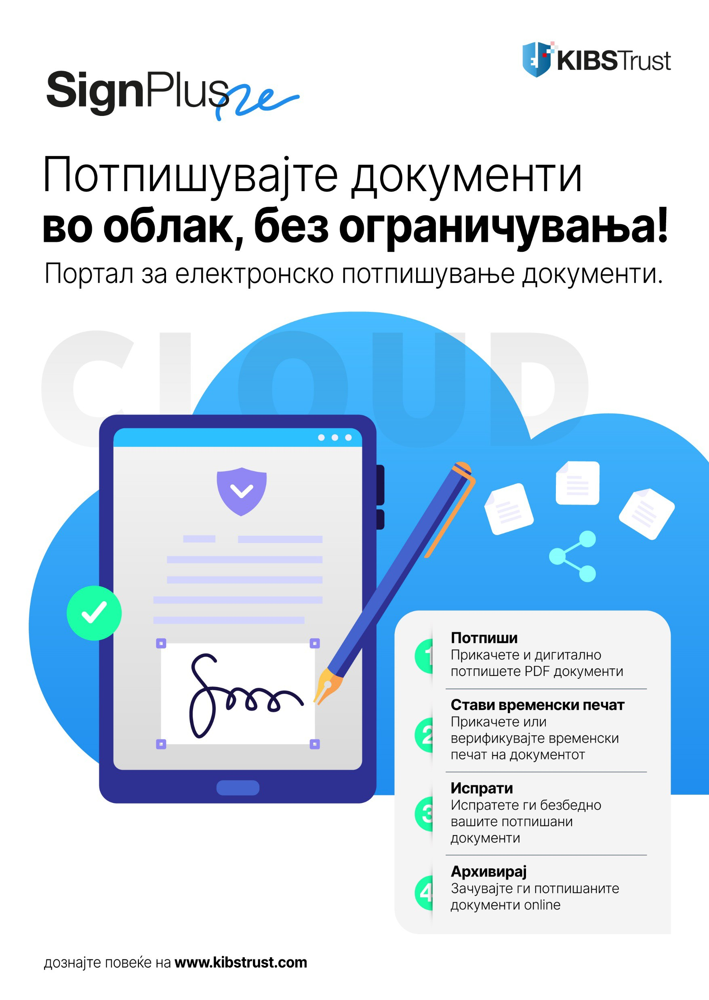 KIBSTrust
SignPlus
Потпишувајте документи
во облак, без ограничувања!
Портал за електронско потпишување документи.
CLOUD
1
Потпиши
Прикачете и дигитално
потпишете PDF документи
2
Стави временски печат
Прикачете или
верификувајте временски
печат на документот
3
Испрати
Испратете ги безбедно
вашите потпишани
документи
4
Архивирај
Зачувајте ги потпишаните
документи online
дознајте повеќе на www.kibstrust.com